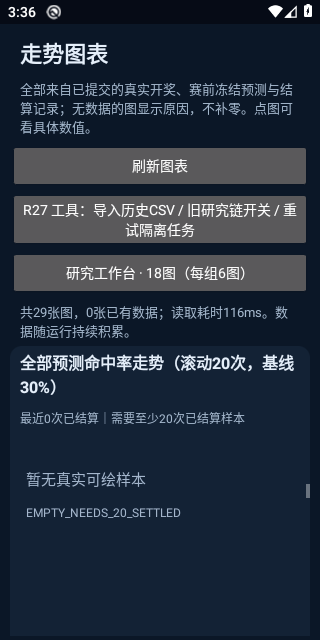 3:36
走势图表
全部来自已提交的真实开奖、赛前冻结预测与结
算记录；无数据的图显示原因，不补零。点图可
看具体数值。
刷新图表
R27 工具：导入历史CSV / 旧研究链开关 / 重
试隔离任务
研究工作台 · 18图（每组6图）
共29张图，0张已有数据；读取耗时116ms。数
据随运行持续积累。
全部预测命中率走势（滚动20次，基线
30%）
最近0次已结算｜需要至少20次已结算样本
暂无真实可绘样本
EMPTY_NEEDS_20_SETTLED